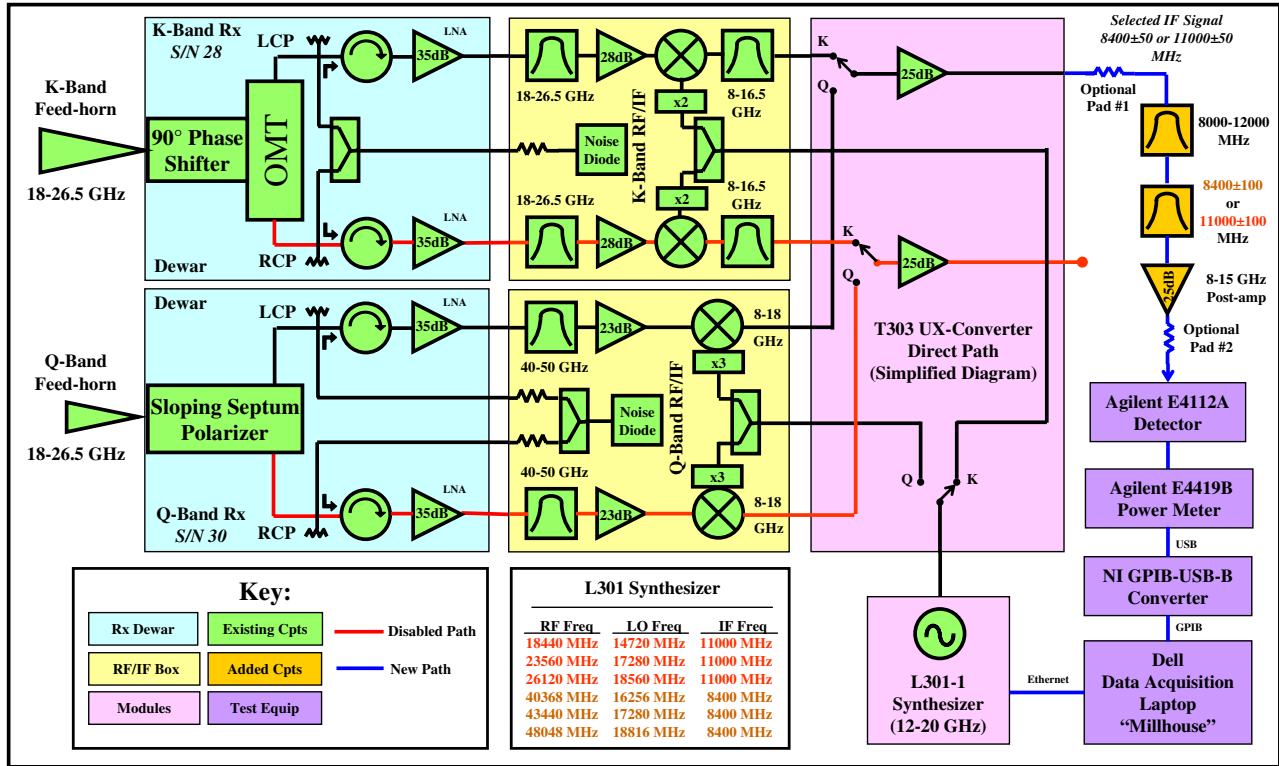 K-Band Rx
S/N 28
LCP
LNA
35dB
K-Band
Feed-horn
18-26.5 GHz
90° Phase
Shifter
OMT
RCP
LNA
35dB
Dewar
18-26.5 GHz
28dB
x2
8-16.5
GHz
Noise
Diode
K-Band RF/IF
18-26.5 GHz
28dB
x2
8-16.5
GHz
K
Q
25dB
K
Q
25dB
T303 UX-Converter
Direct Path
(Simplified Diagram)
Q
K
Selected IF Signal
8400±50 or 11000±50
MHz
Optional
Pad #1
8000-12000
MHz
8400±100
or
11000±100
MHz
25dB
8-15 GHz
Post-amp
Optional
Pad #2
Agilent E4112A
Detector
Agilent E4419B
Power Meter
USB
NI GPIB-USB-B
Converter
GPIB
Dell
Data Acquisition
Laptop
“Millhouse”
Ethernet
L301-1
Synthesizer
(12-20 GHz)
Dewar
LCP
LNA
35dB
Q-Band
Feed-horn
18-26.5 GHz
Sloping Septum
Polarizer
Q-Band Rx
S/N 30
RCP
LNA
35dB
23dB
40-50 GHz
8-18
GHz
x3
Noise
Diode
Q-Band RF/IF
40-50 GHz
23dB
x3
8-18
GHz
Key:
Rx Dewar
Existing Cpts
Disabled Path
RF/IF Box
Added Cpts
New Path
Modules
Test Equip
L301 Synthesizer
RF Freq LO Freq IF Freq
18440 MHz 14720 MHz 11000 MHz
23560 MHz 17280 MHz 11000 MHz
26120 MHz 18560 MHz 11000 MHz
40368 MHz 16256 MHz 8400 MHz
43440 MHz 17280 MHz 8400 MHz
48048 MHz 18816 MHz 8400 MHz